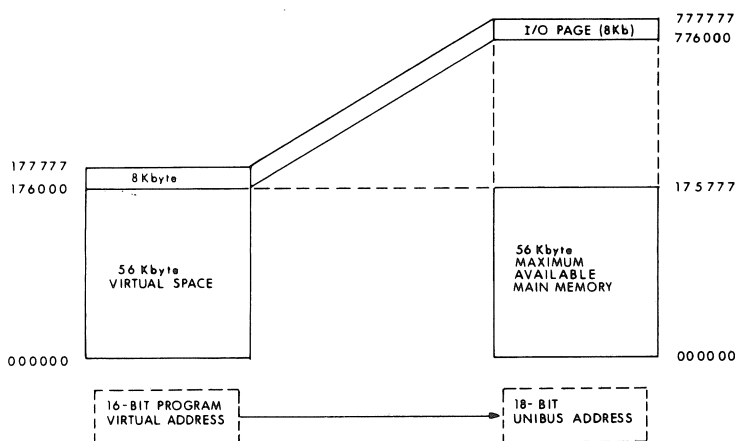 777777
I/O PAGE (8Kb)
776000
177777
8 Kbyte
176000
175777
56 Kbyte
VIRTUAL SPACE
56 Kbyte
MAXIMUM
AVAILABLE
MAIN MEMORY
000000
000000
16-BIT PROGRAM
VIRTUAL ADDRESS
18-BIT
UNIBUS ADDRESS